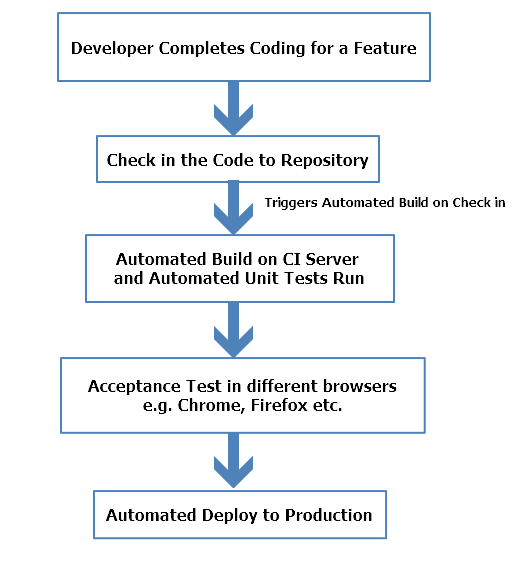 Developer Completes Coding for a Feature
Check in the Code to Repository
Triggers Automated Build on Check in
Automated Build on CI Server
and Automated Unit Tests Run
Acceptance Test in different browsers
e.g. Chrome, Firefox etc.
Automated Deploy to Production